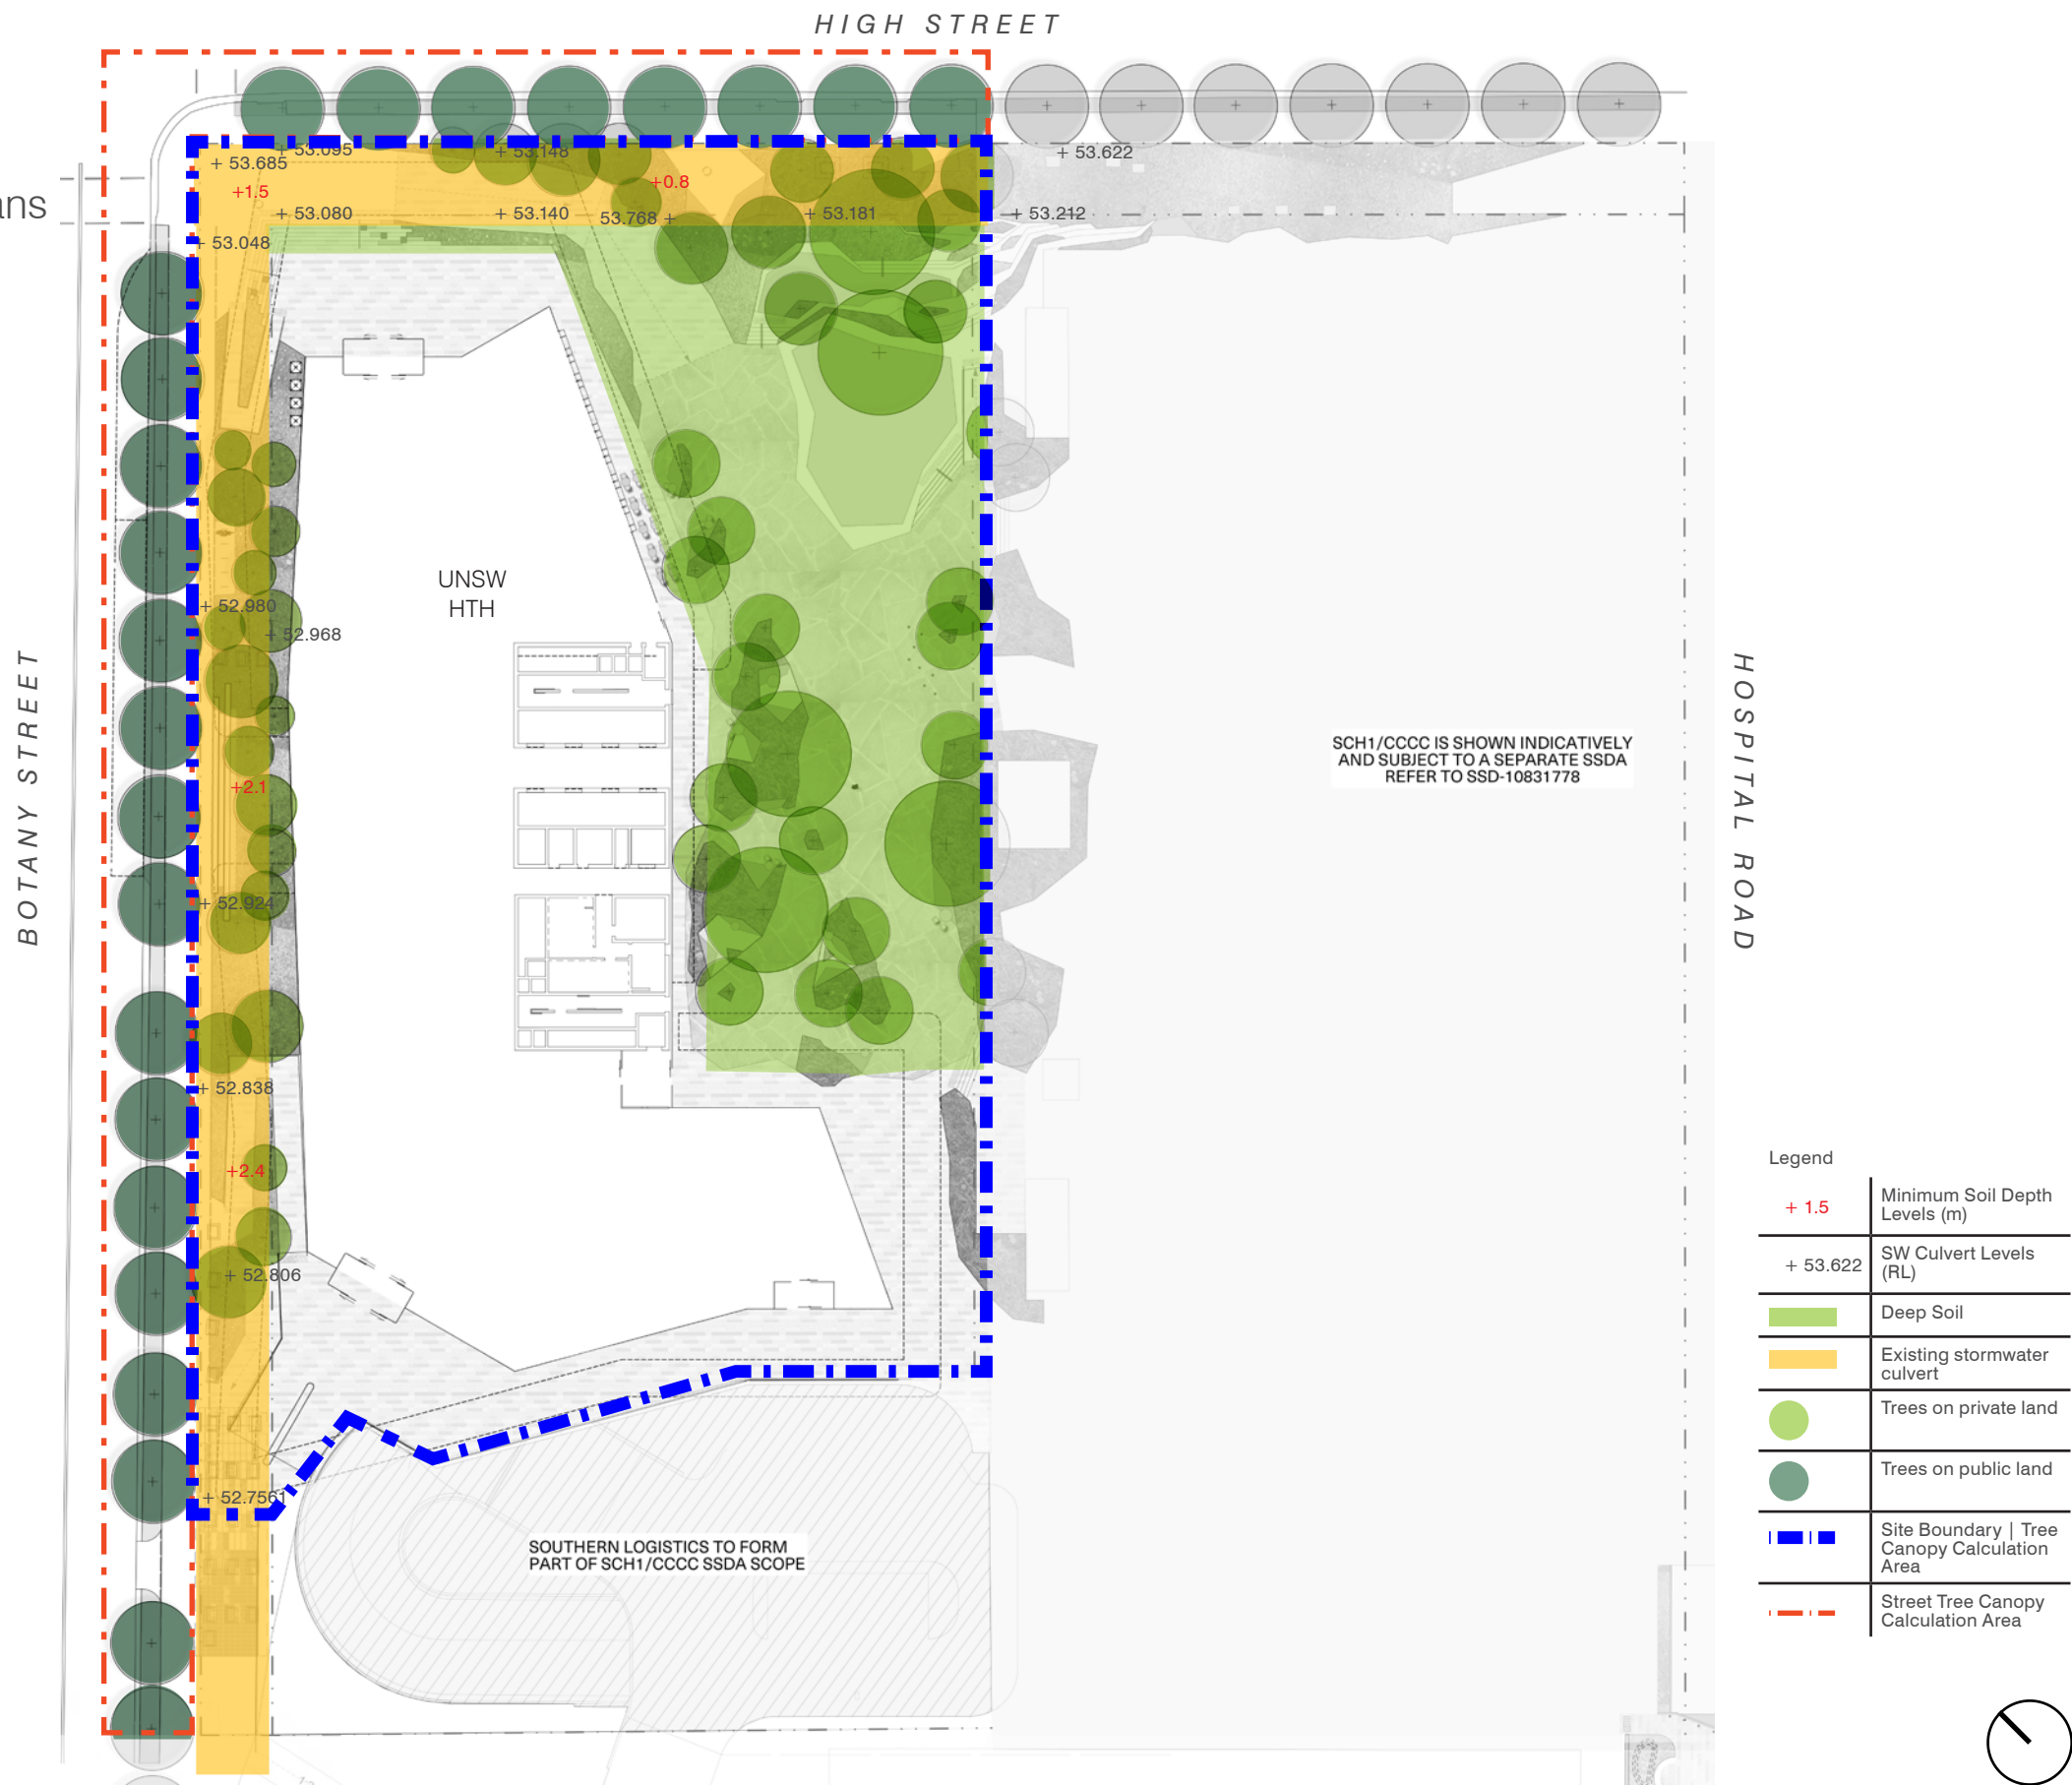 HIGH STREET
ans
+ 53.095
+ 53.685
+ 53.148
+ 53.622
+1.5
+0.8
+ 53.080
+ 53.140
53.768 +
+ 53.181
+ 53.212
+ 53.048
UNSW
HTH
+ 52.980
+ 52.968
BOTANY STREET
HOSPITAL ROAD
SCH1/CCCC IS SHOWN INDICATIVELY
AND SUBJECT TO A SEPARATE SSDA
REFER TO SSD-10831778
+2.1
+ 52.924
+ 52.838
+2.4
+ 52.806
+ 52.7561
SOUTHERN LOGISTICS TO FORM
PART OF SCH1/CCCC SSDA SCOPE
Legend
+ 1.5
Minimum Soil Depth
Levels (m)
+ 53.622
SW Culvert Levels
(RL)
Deep Soil
Existing stormwater
culvert
Trees on private land
Trees on public land
Site Boundary | Tree
Canopy Calculation
Area
Street Tree Canopy
Calculation Area